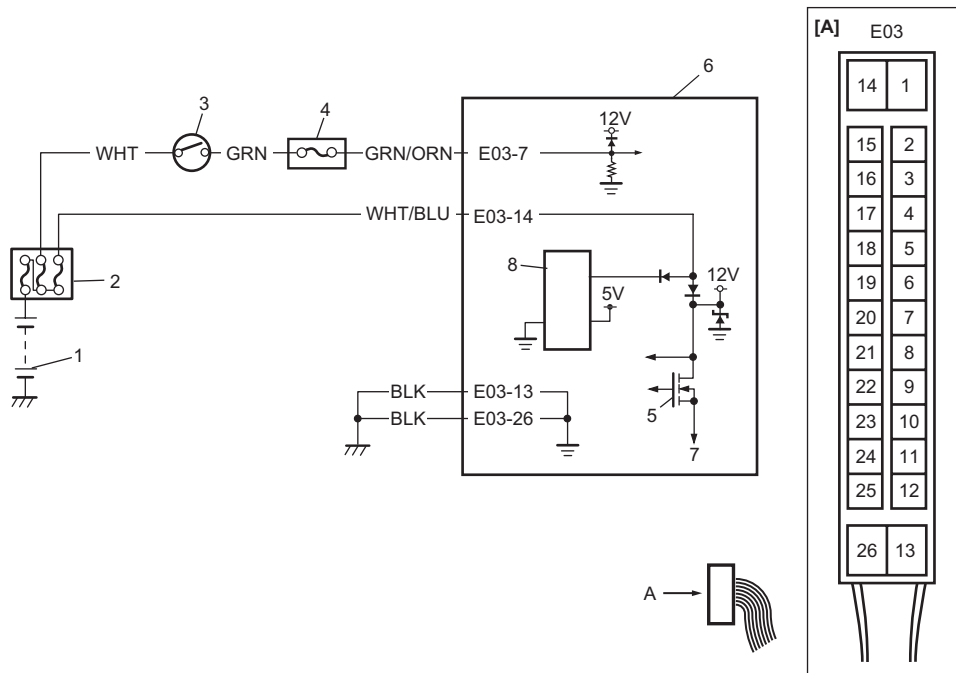 6
3
4
12V
WHT
GRN
GRN/ORN
E03-7
WHT/BLU
E03-14
8
12V
5V
2
1
BLK
E03-13
BLK
E03-26
5
7
A
[A] E03
14 1
15 2
16 3
17 4
18 5
19 6
20 7
21 8
22 9
23 10
24 11
25 12
26 13